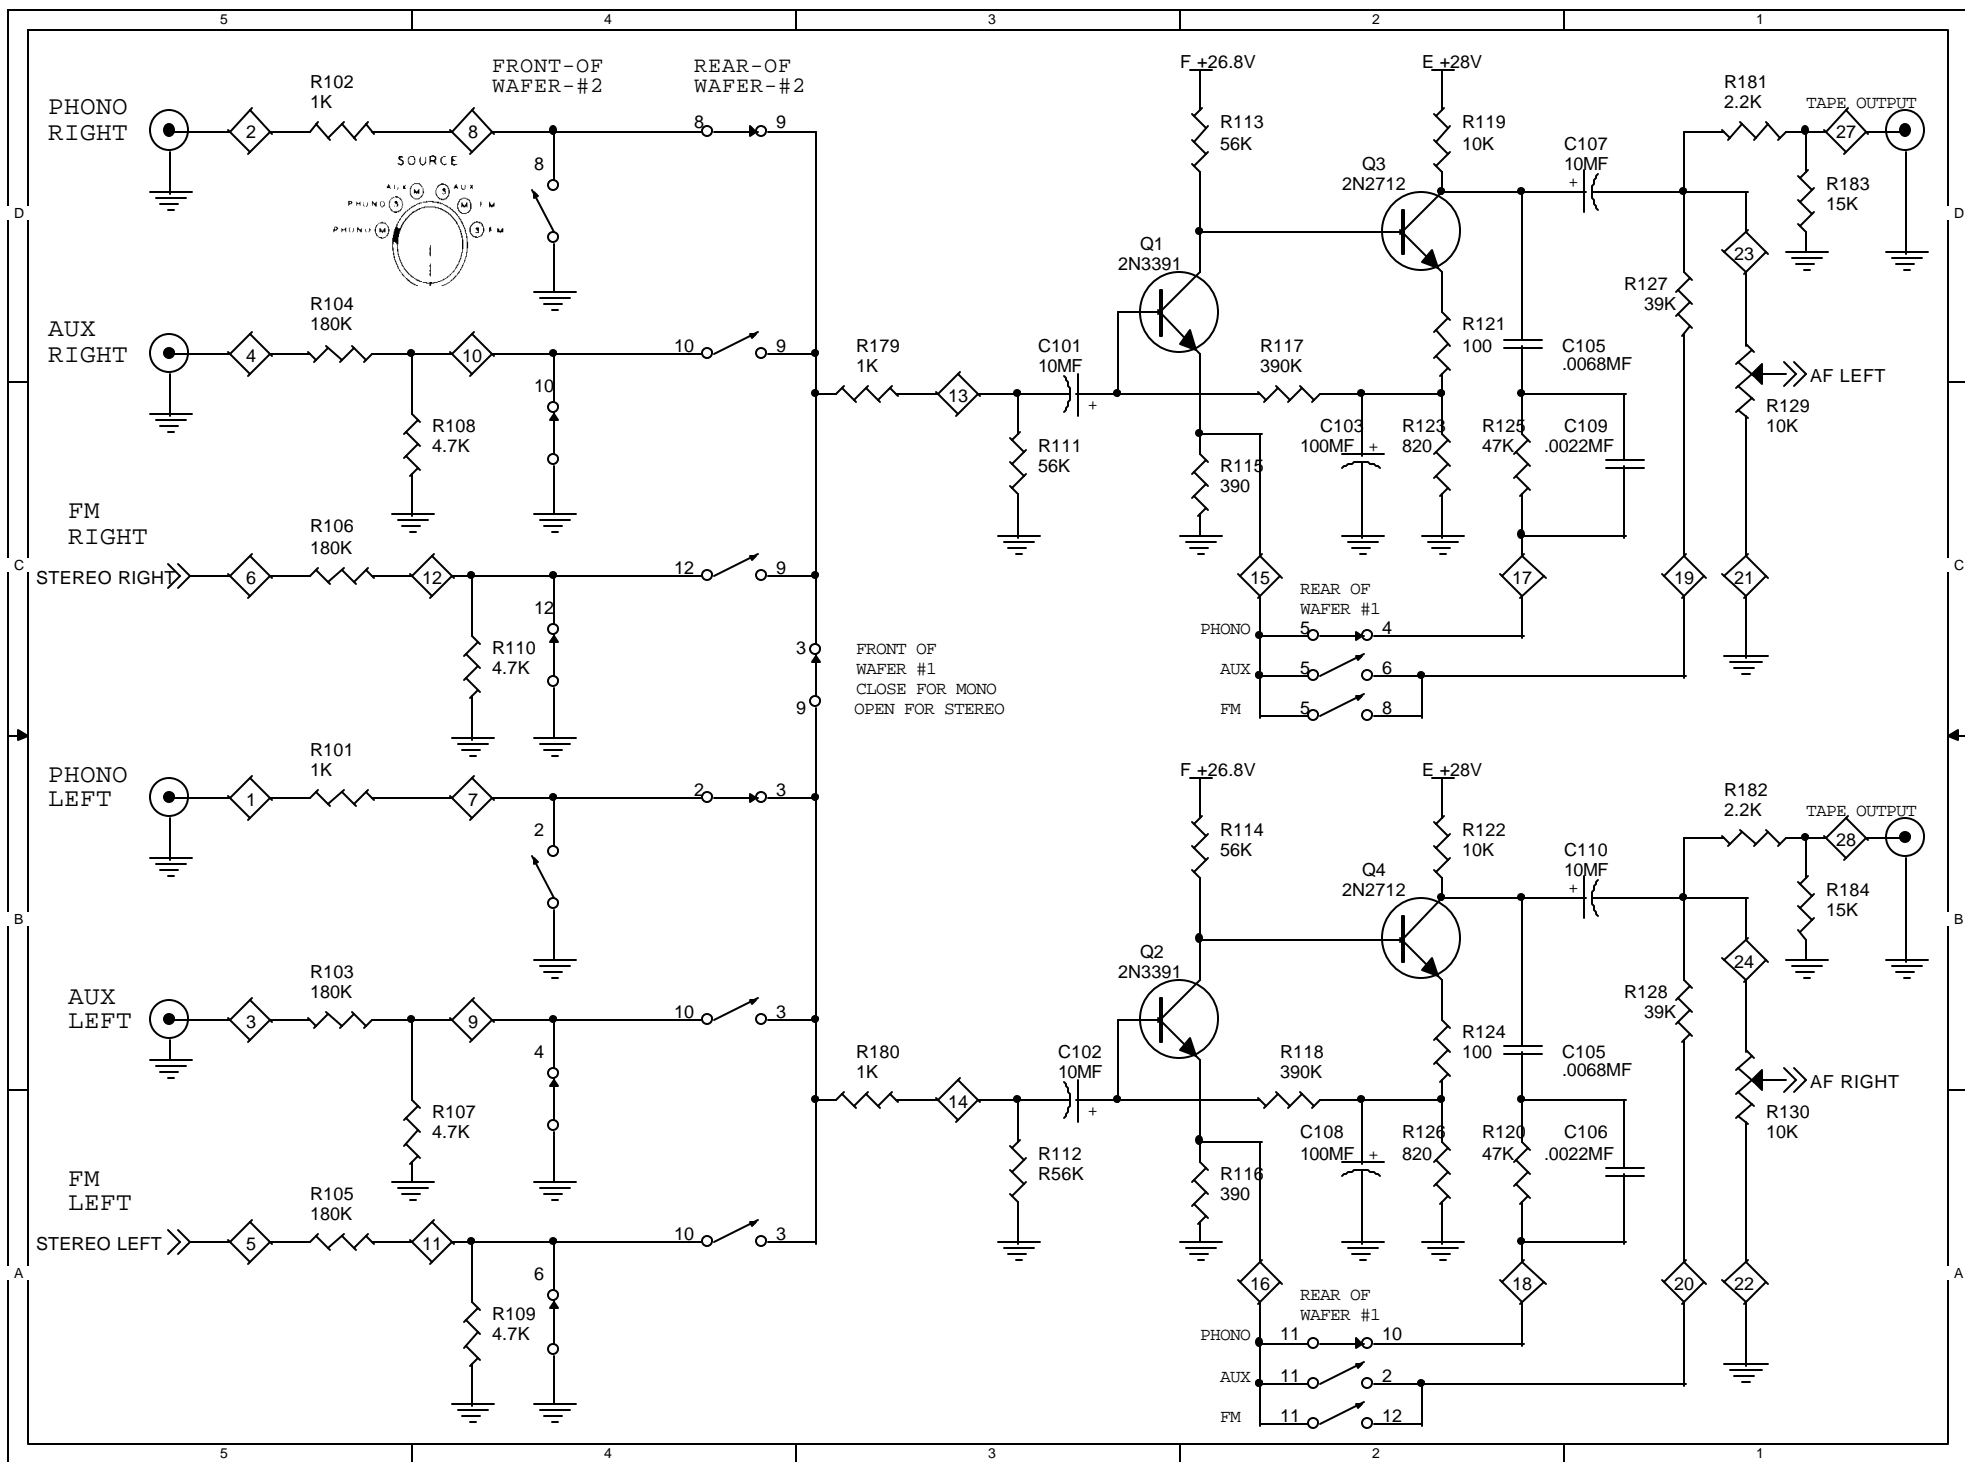 5 4 3 2 1
D
C
B
A
FRONT-OF
WAFER-#2
REAR-OF
WAFER-#2
PHONO
RIGHT
2
R102
1K
8
8
8 9
SOURCE
AUX M
S AUX
PHONO S
M FM
PHONO M
S FM
AUX
RIGHT
4
R104
180K
10
10
10 9
R108
4.7K
FM
RIGHT
STEREO RIGHT
6
R106
180K
12
12
12 9
R110
4.7K
3
9
FRONT OF
WAFER #1
CLOSE FOR MONO
OPEN FOR STEREO
PHONO
LEFT
1
R101
1K
7
2
2 3
AUX
LEFT
3
R103
180K
9
4
10 3
R107
4.7K
FM
LEFT
STEREO LEFT
5
R105
180K
11
6
10 3
R109
4.7K
F +26.8V
E +28V
R113
56K
R119
10K
Q3
2N2712
C107
10MF
+
R181
2.2K
TAPE OUTPUT
27
R183
15K
23
Q1
2N3391
R127
39K
R179
1K
13
C101
10MF
+
R111
56K
R117
390K
R121
100
C105
.0068MF
AF LEFT
R129
10K
R115
390
C103
100MF
+
R123
820
R125
47K
C109
.0022MF
15
17
19
21
REAR OF
WAFER #1
PHONO 5 4
AUX 5 6
FM 5 8
F +26.8V
E +28V
R114
56K
R122
10K
Q4
2N2712
C110
10MF
+
R182
2.2K
TAPE OUTPUT
28
R184
15K
24
Q2
2N3391
R128
39K
R180
1K
14
C102
10MF
+
R112
R56K
R118
390K
R124
100
C105
.0068MF
AF RIGHT
R130
10K
R116
390
C108
100MF
+
R126
820
R120
47K
C106
.0022MF
16
18
20
22
REAR OF
WAFER #1
PHONO 11 10
AUX 11 2
FM 11 12
D
C
B
A
5 4 3 2 1